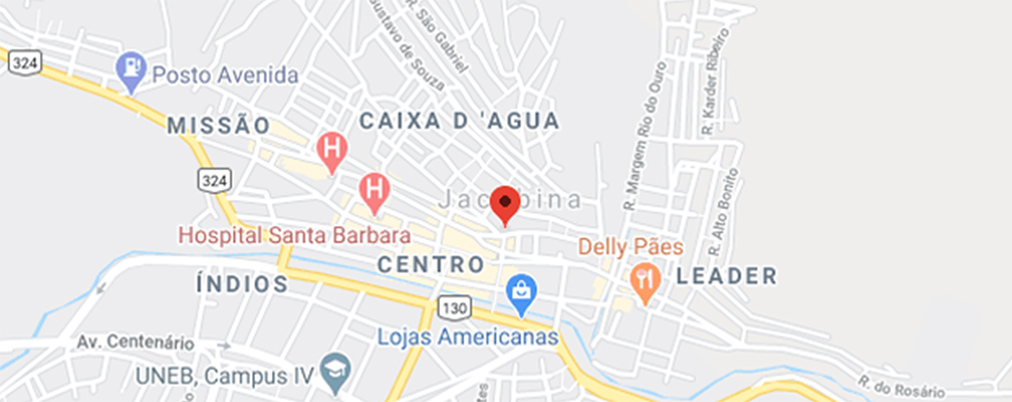 R. São Gabriel
Gustavo de Souza
324
Posto Avenida
R. Karder Ribeiro
R. Margem Rio do Ouro
MISSÃO
CAIXA D 'AGUA
H
324
H
R. Alto Bonito
Hospital Santa Barbara
Delly Pães
CENTRO
LEADER
ÍNDIOS
130
Lojas Americanas
Av. Centenário
UNEB, Campus IV
R. do Rosário